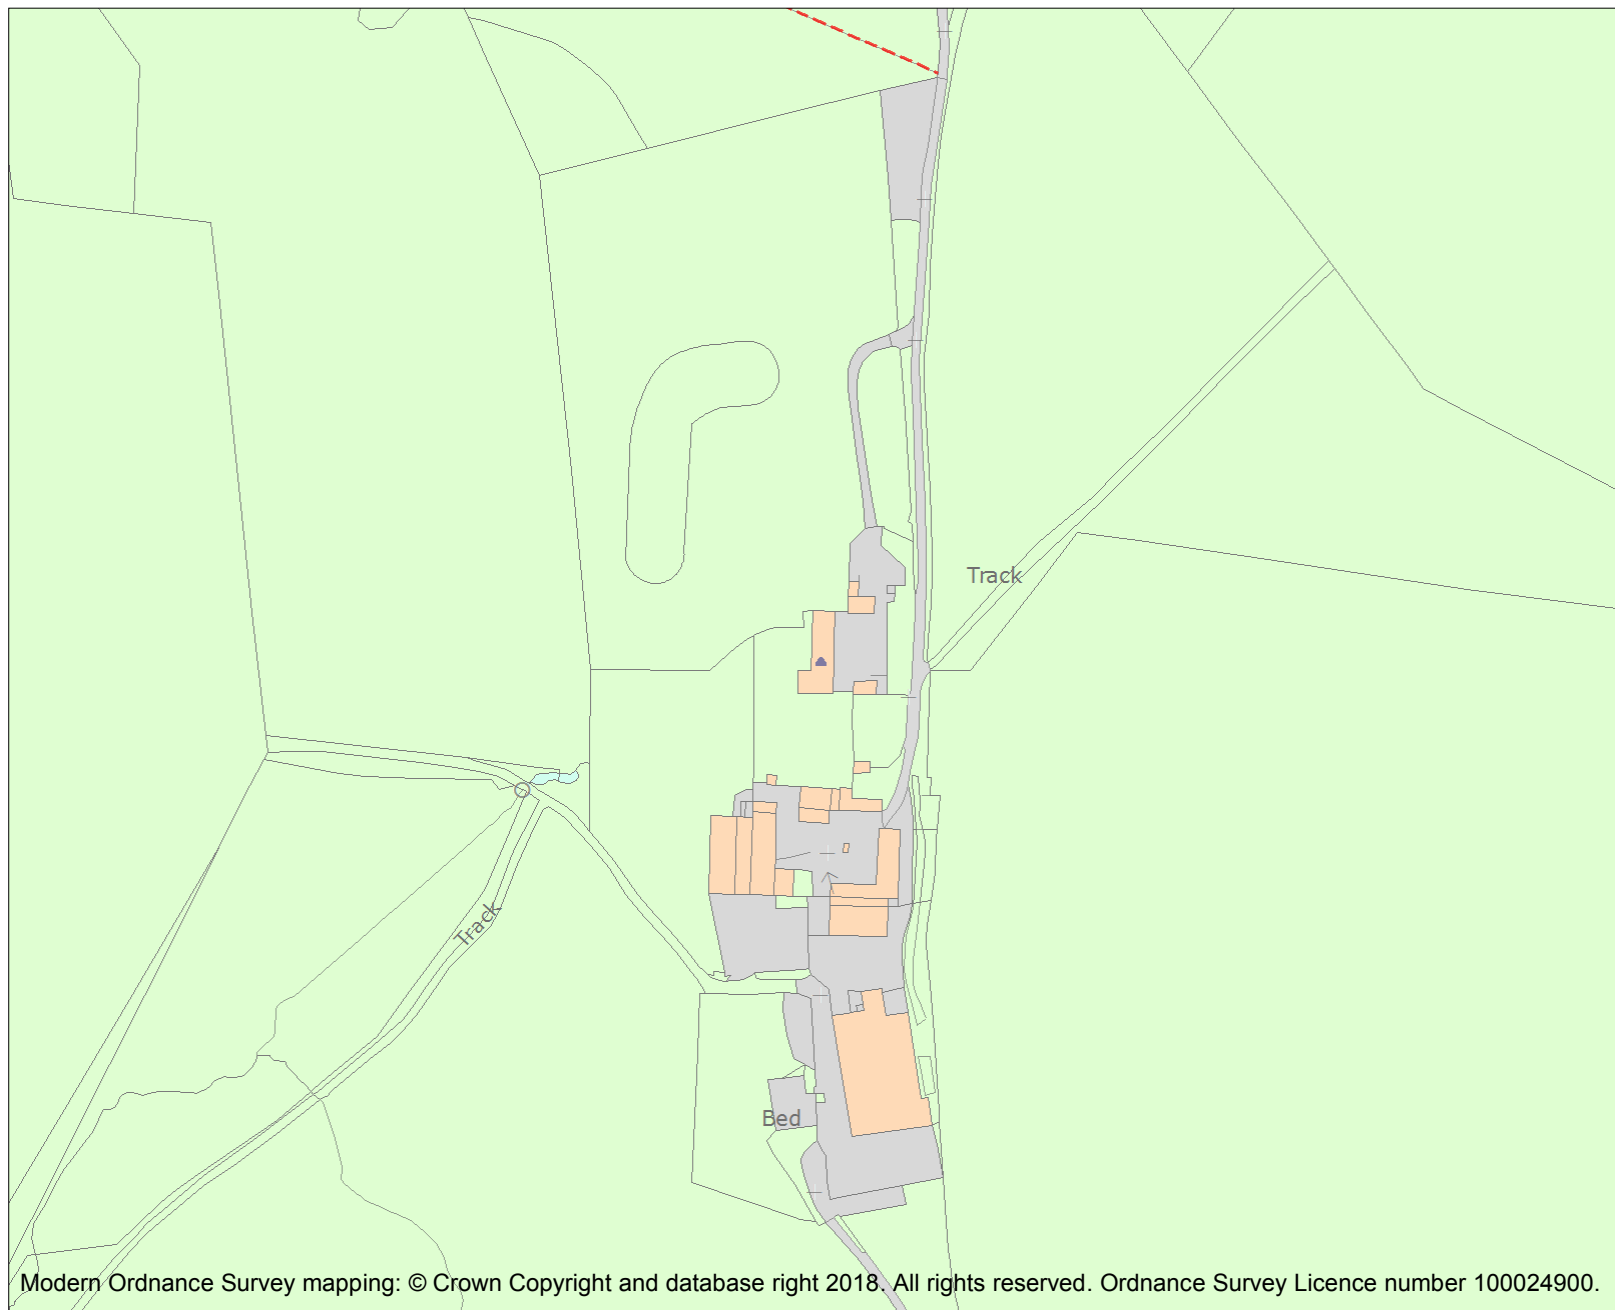 Track
Track
Bed
Modern Ordnance Survey mapping: © Crown Copyright and database right 2018. All rights reserved. Ordnance Survey Licence number 100024900.